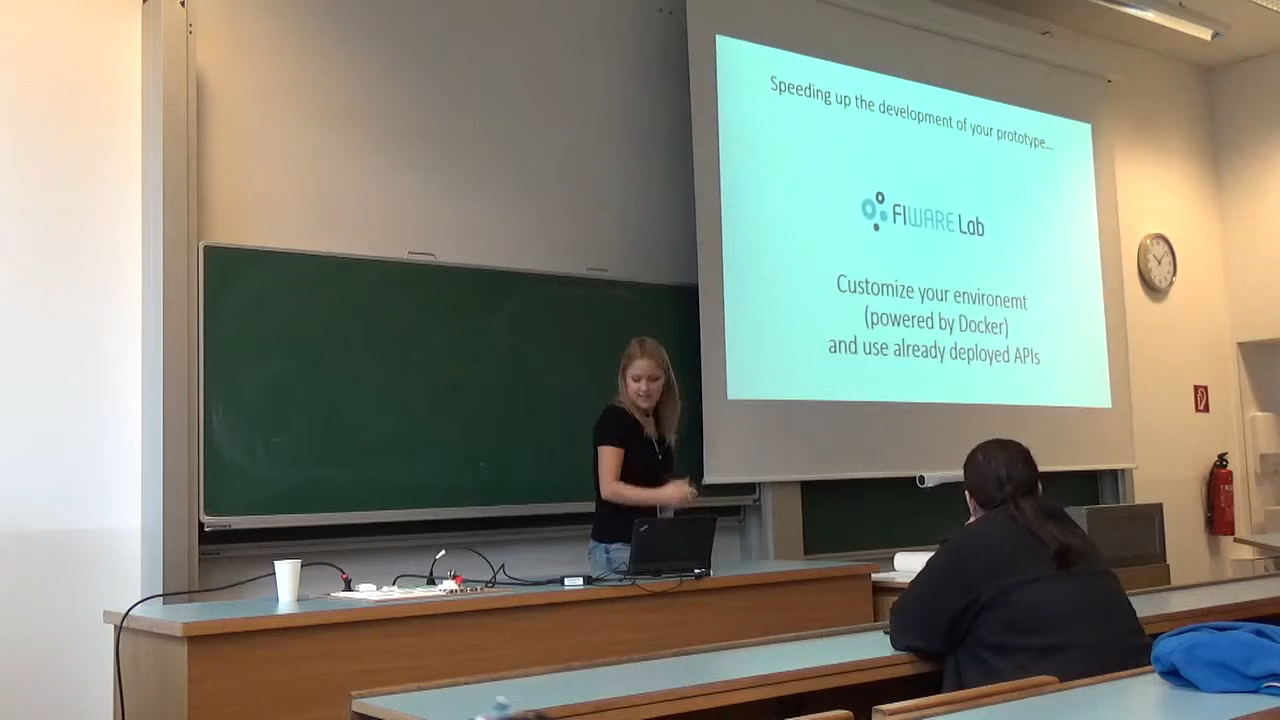 Speeding up the development of your prototype...
FIWARE Lab
Customize your environemt
(powered by Docker)
and use already deployed APIs